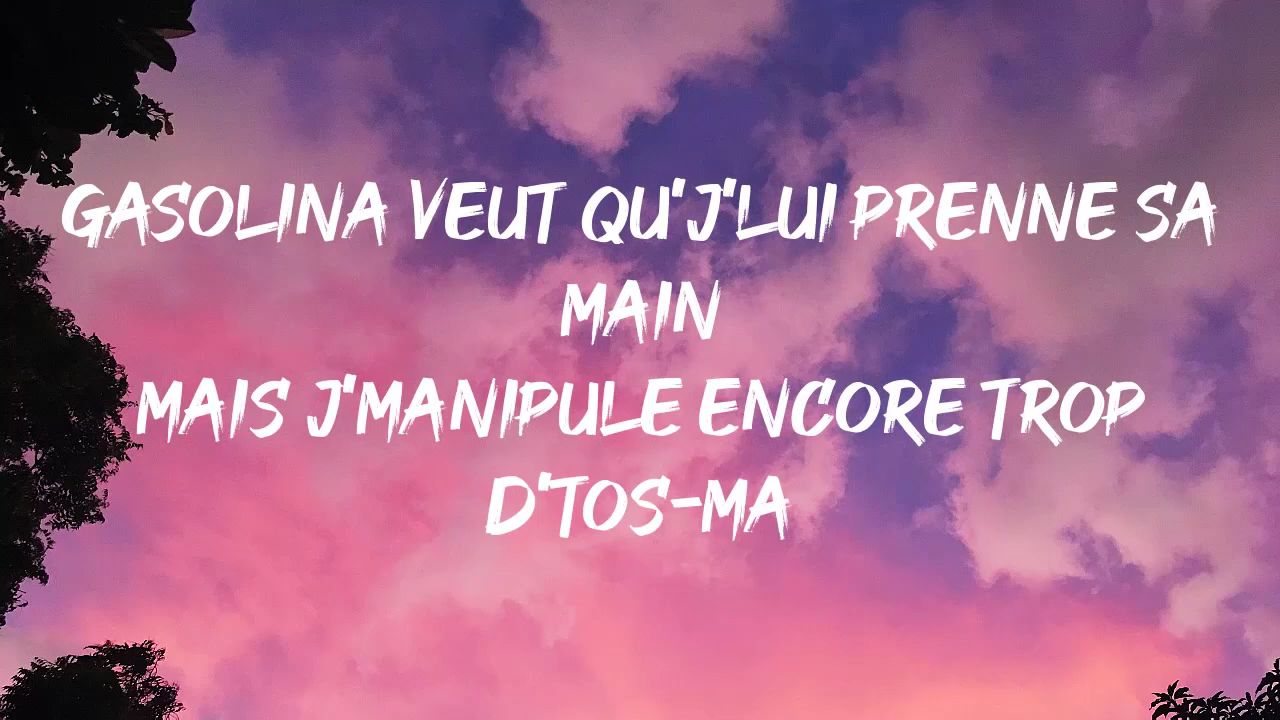 GASOLINA VEUT QU'J'LUI PRENNE SA
MAIN
MAIS J'MANIPULE ENCORE TROP
D'TOS-MA